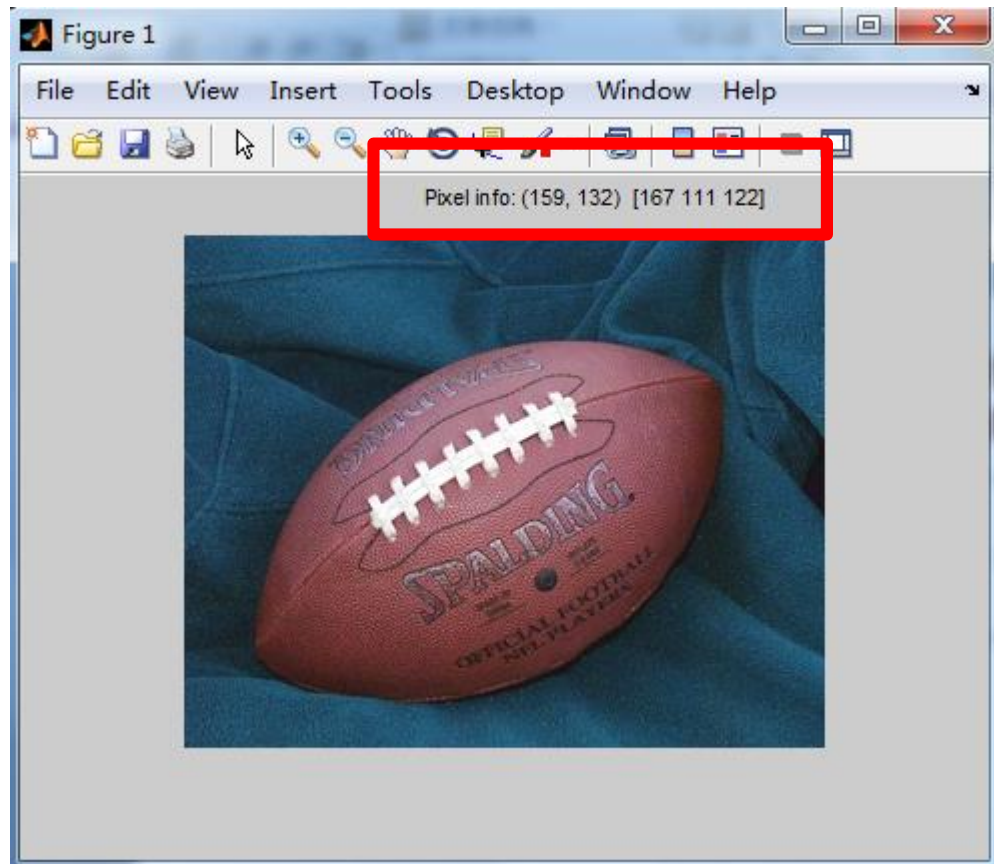 Figure 1
File Edit View Insert Tools Desktop Window Help
Pixel info: (159, 132) [167 111 122]
SPALDING
SPALDING
OFFICIAL FOOTBALL
NFL PLAYERS